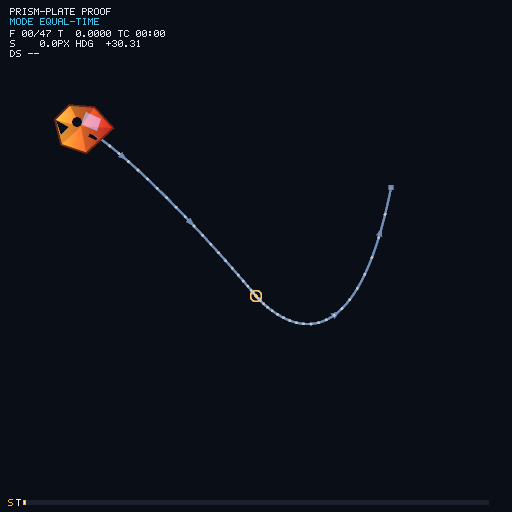 PRISM-PLATE PROOF
MODE EQUAL-TIME
F 00/47 T  0.0000 TC 00:00
S    0.0PX HDG  +30.31
DS --
ST